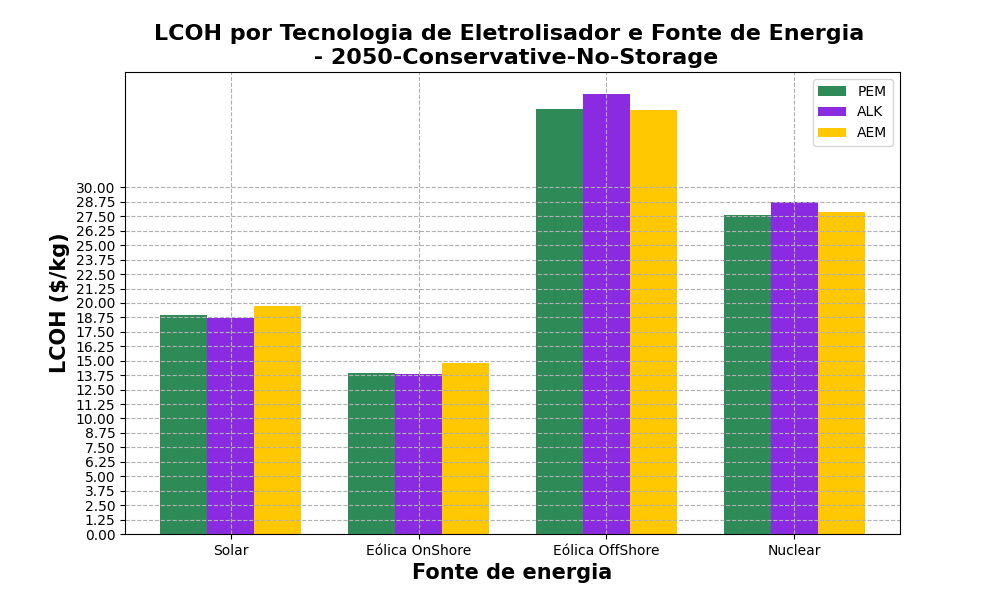 LCOH por Tecnologia de Eletrolisador e Fonte de Energia
- 2050-Conservative-No-Storage
PEM
ALK
AEM
LCOH ($/kg)
30.00
28.75
27.50
26.25
25.00
23.75
22.50
21.25
20.00
18.75
17.50
16.25
15.00
13.75
12.50
11.25
10.00
8.75
7.50
6.25
5.00
3.75
2.50
1.25
0.00
Solar
Eólica OnShore
Eólica OffShore
Nuclear
Fonte de energia